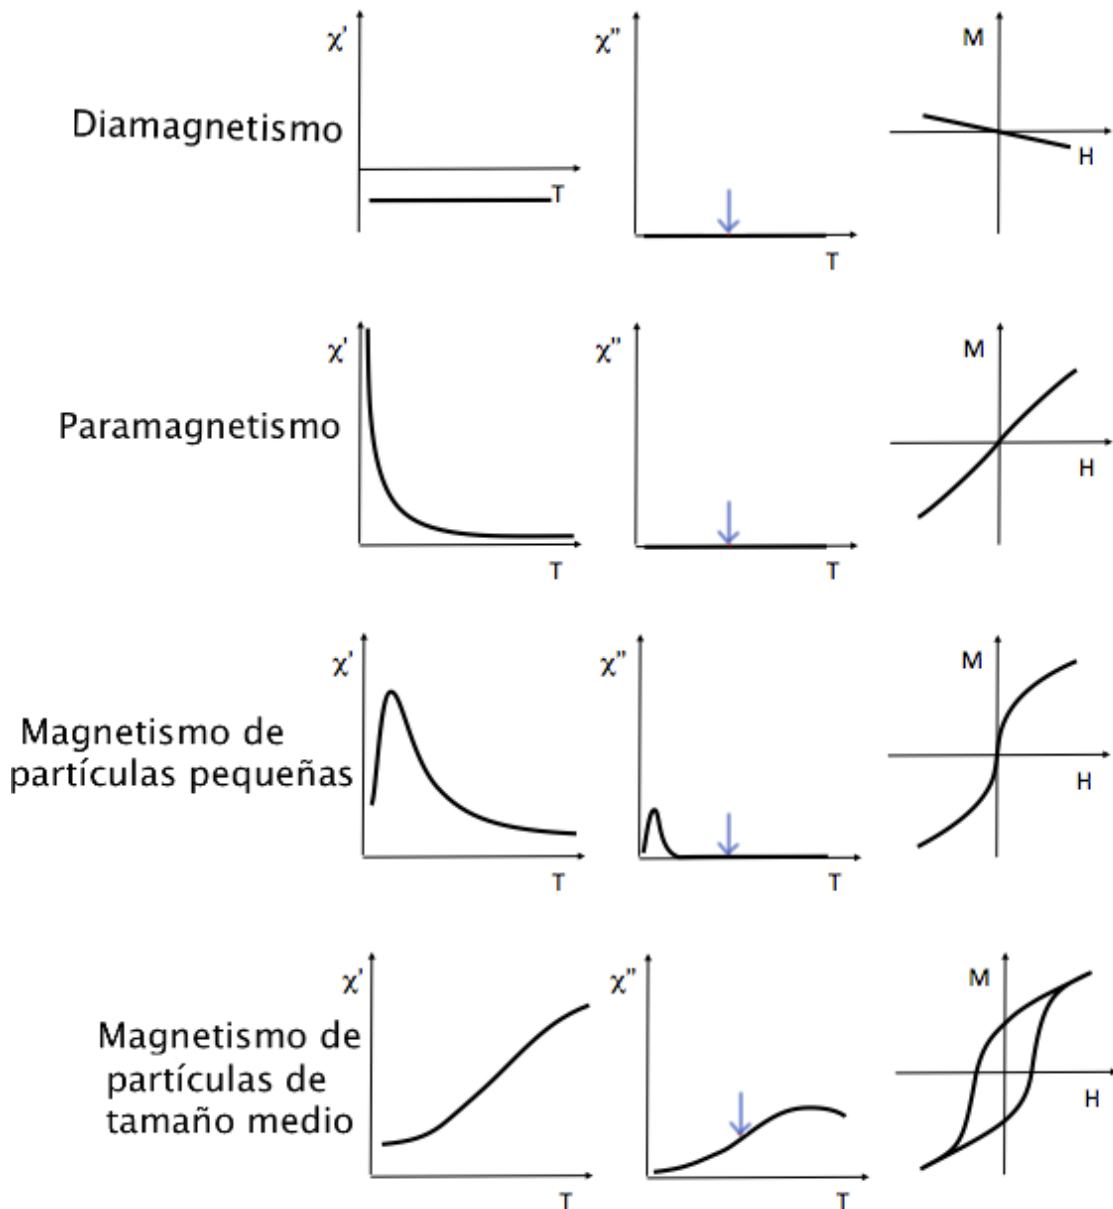 χ'
χ"
M
Diamagnetismo
T
T
H
χ'
χ"
M
Paramagnetismo
T
T
H
χ'
χ"
M
Magnetismo de
partículas pequeñas
T
T
H
χ'
χ"
M
Magnetismo de
partículas de
tamaño medio
T
T
H